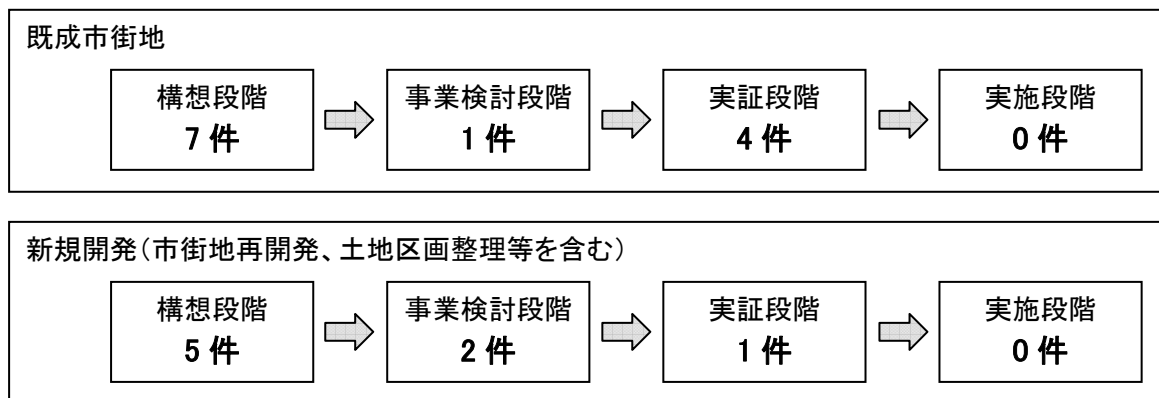 既成市街地
構想段階
7 件
事業検討段階
1 件
実証段階
4 件
実施段階
0 件
新規開発(市街地再開発、土地区画整理等を含む)
構想段階
5 件
事業検討段階
2 件
実証段階
1 件
実施段階
0 件